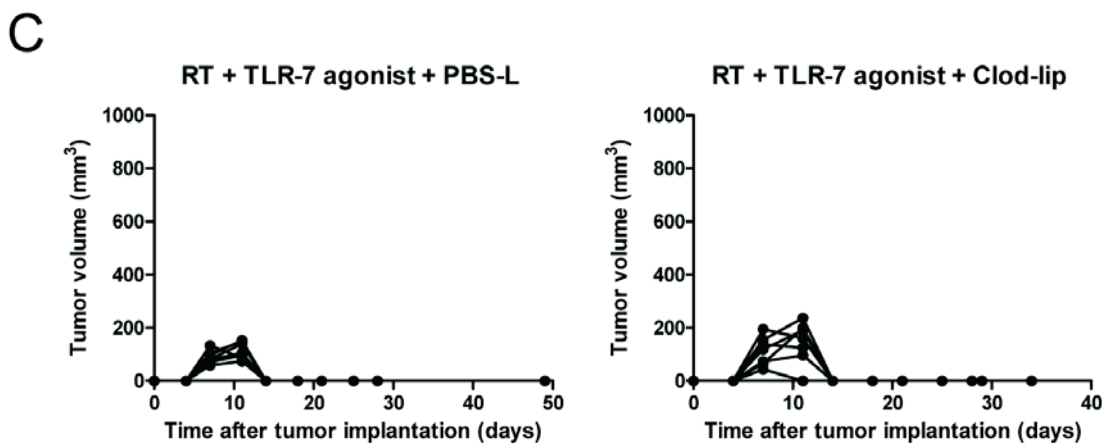 C
RT + TLR-7 agonist + PBS-L
1000
800
600
400
200
0
Tumor volume (mm³)
0 10 20 30 40 50
Time after tumor implantation (days)
RT + TLR-7 agonist + Clod-lip
1000
800
600
400
200
0
Tumor volume (mm³)
0 10 20 30 40
Time after tumor implantation (days)